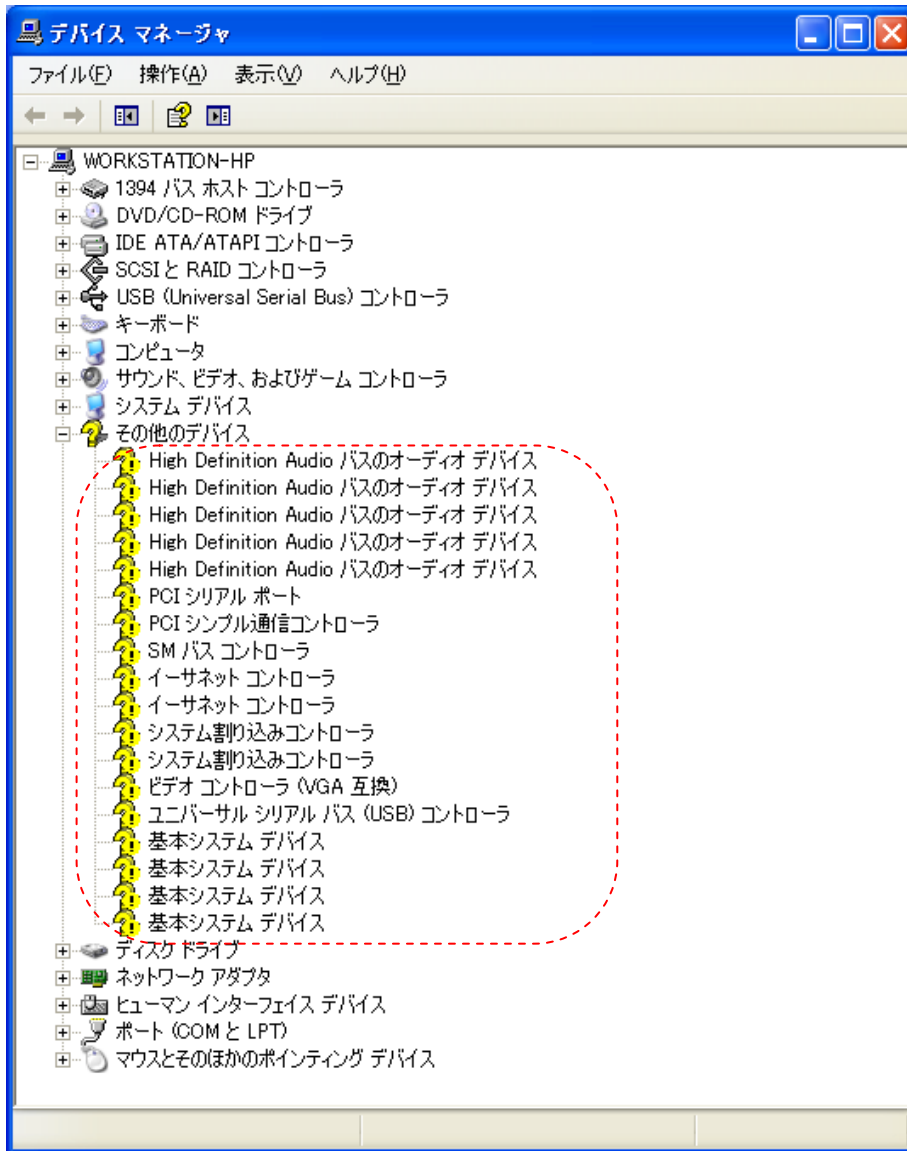 デバイス マネージャ
ファイル(F) 操作(A) 表示(V) ヘルプ(H)
WORKSTATION-HP
1394 バス ホスト コントローラ
DVD/CD-ROM ドライブ
IDE ATA/ATAPI コントローラ
SCSI と RAID コントローラ
USB (Universal Serial Bus) コントローラ
キーボード
コンピュータ
サウンド、ビデオ、およびゲーム コントローラ
システム デバイス
その他のデバイス
High Definition Audio バスのオーディオ デバイス
High Definition Audio バスのオーディオ デバイス
High Definition Audio バスのオーディオ デバイス
High Definition Audio バスのオーディオ デバイス
High Definition Audio バスのオーディオ デバイス
PCI シリアル ポート
PCI シンプル通信コントローラ
SM バス コントローラ
イーサネット コントローラ
イーサネット コントローラ
システム割り込みコントローラ
システム割り込みコントローラ
ビデオ コントローラ (VGA 互換)
ユニバーサル シリアル バス (USB) コントローラ
基本システム デバイス
基本システム デバイス
基本システム デバイス
基本システム デバイス
ディスク ドライブ
ネットワーク アダプタ
ヒューマン インターフェイス デバイス
ポート (COM と LPT)
マウスとそのほかのポインティング デバイス